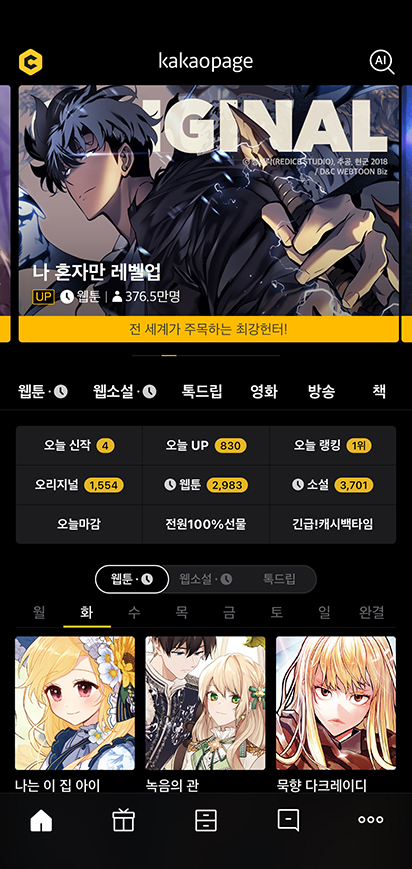 C
kakaopage
AI
ORIGINAL
(REDICE STUDIO), 추공, 현군 2018
/ D&C WEBTOON Biz
나 혼자만 레벨업
UP 웹툰 | 376.5만명
전 세계가 주목하는 최강헌터!
웹툰· 웹소설· 톡드립 영화 방송 책
오늘 신작 4 오늘 UP 830 오늘 랭킹 1위
오리지널 1,554 웹툰 2,983 소설 3,701
오늘마감 전원100%선물 긴급!캐시백타임
웹툰· 웹소설· 톡드립
월 화 수 목 금 토 일 완결
나는 이 집 아이 녹음의 관 묵향 다크레이디